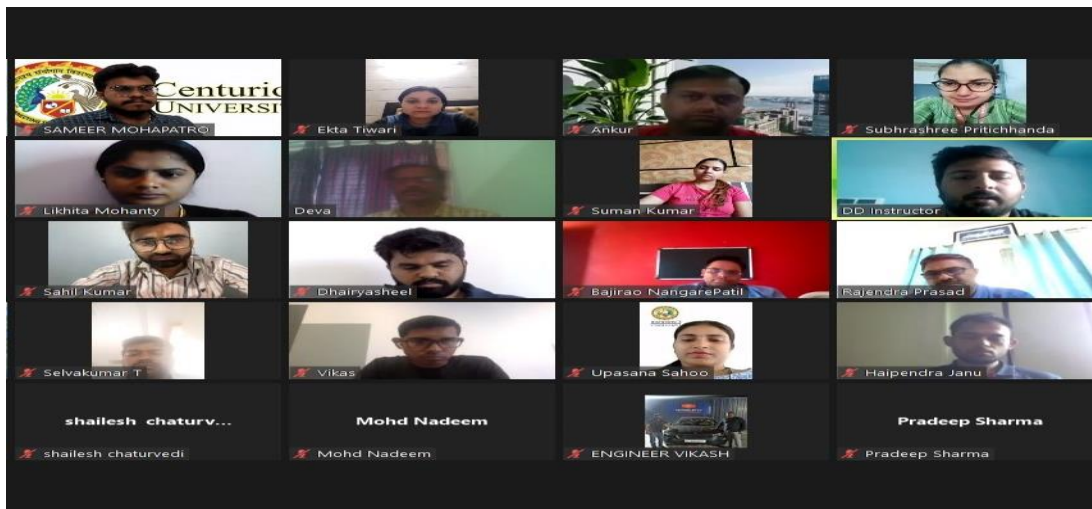 Centurio
UNIVERSI
SAMEER MOHAPATRO
Ekta Tiwari
Ankur
Subhrashree Pritichhanda
Likhita Mohanty
Deva
Suman Kumar
DD Instructor
Sahil Kumar
Dhairyasheel
Bajirao NangarePatil
Rajendra Prasad
Selvakumar T
Vikas
Upasana Sahoo
Haipendra Janu
shailesh chaturv...
Mohd Nadeem
Pradeep Sharma
shailesh chaturvedi
Mohd Nadeem
ENGINEER VIKASH
Pradeep Sharma